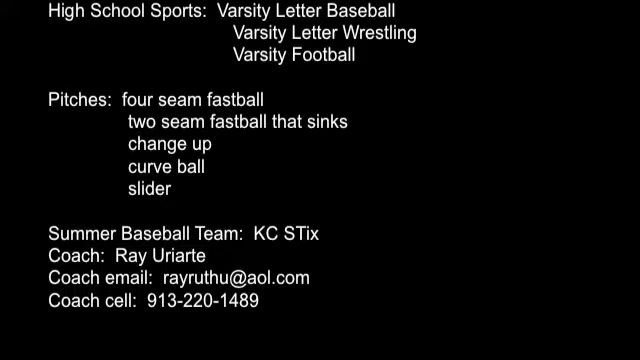 High School Sports: Varsity Letter Baseball
Varsity Letter Wrestling
Varsity Football
Pitches: four seam fastball
two seam fastball that sinks
change up
curve ball
slider
Summer Baseball Team: KC STix
Coach: Ray Uriarte
Coach email: rayruthu@aol.com
Coach cell: 913-220-1489